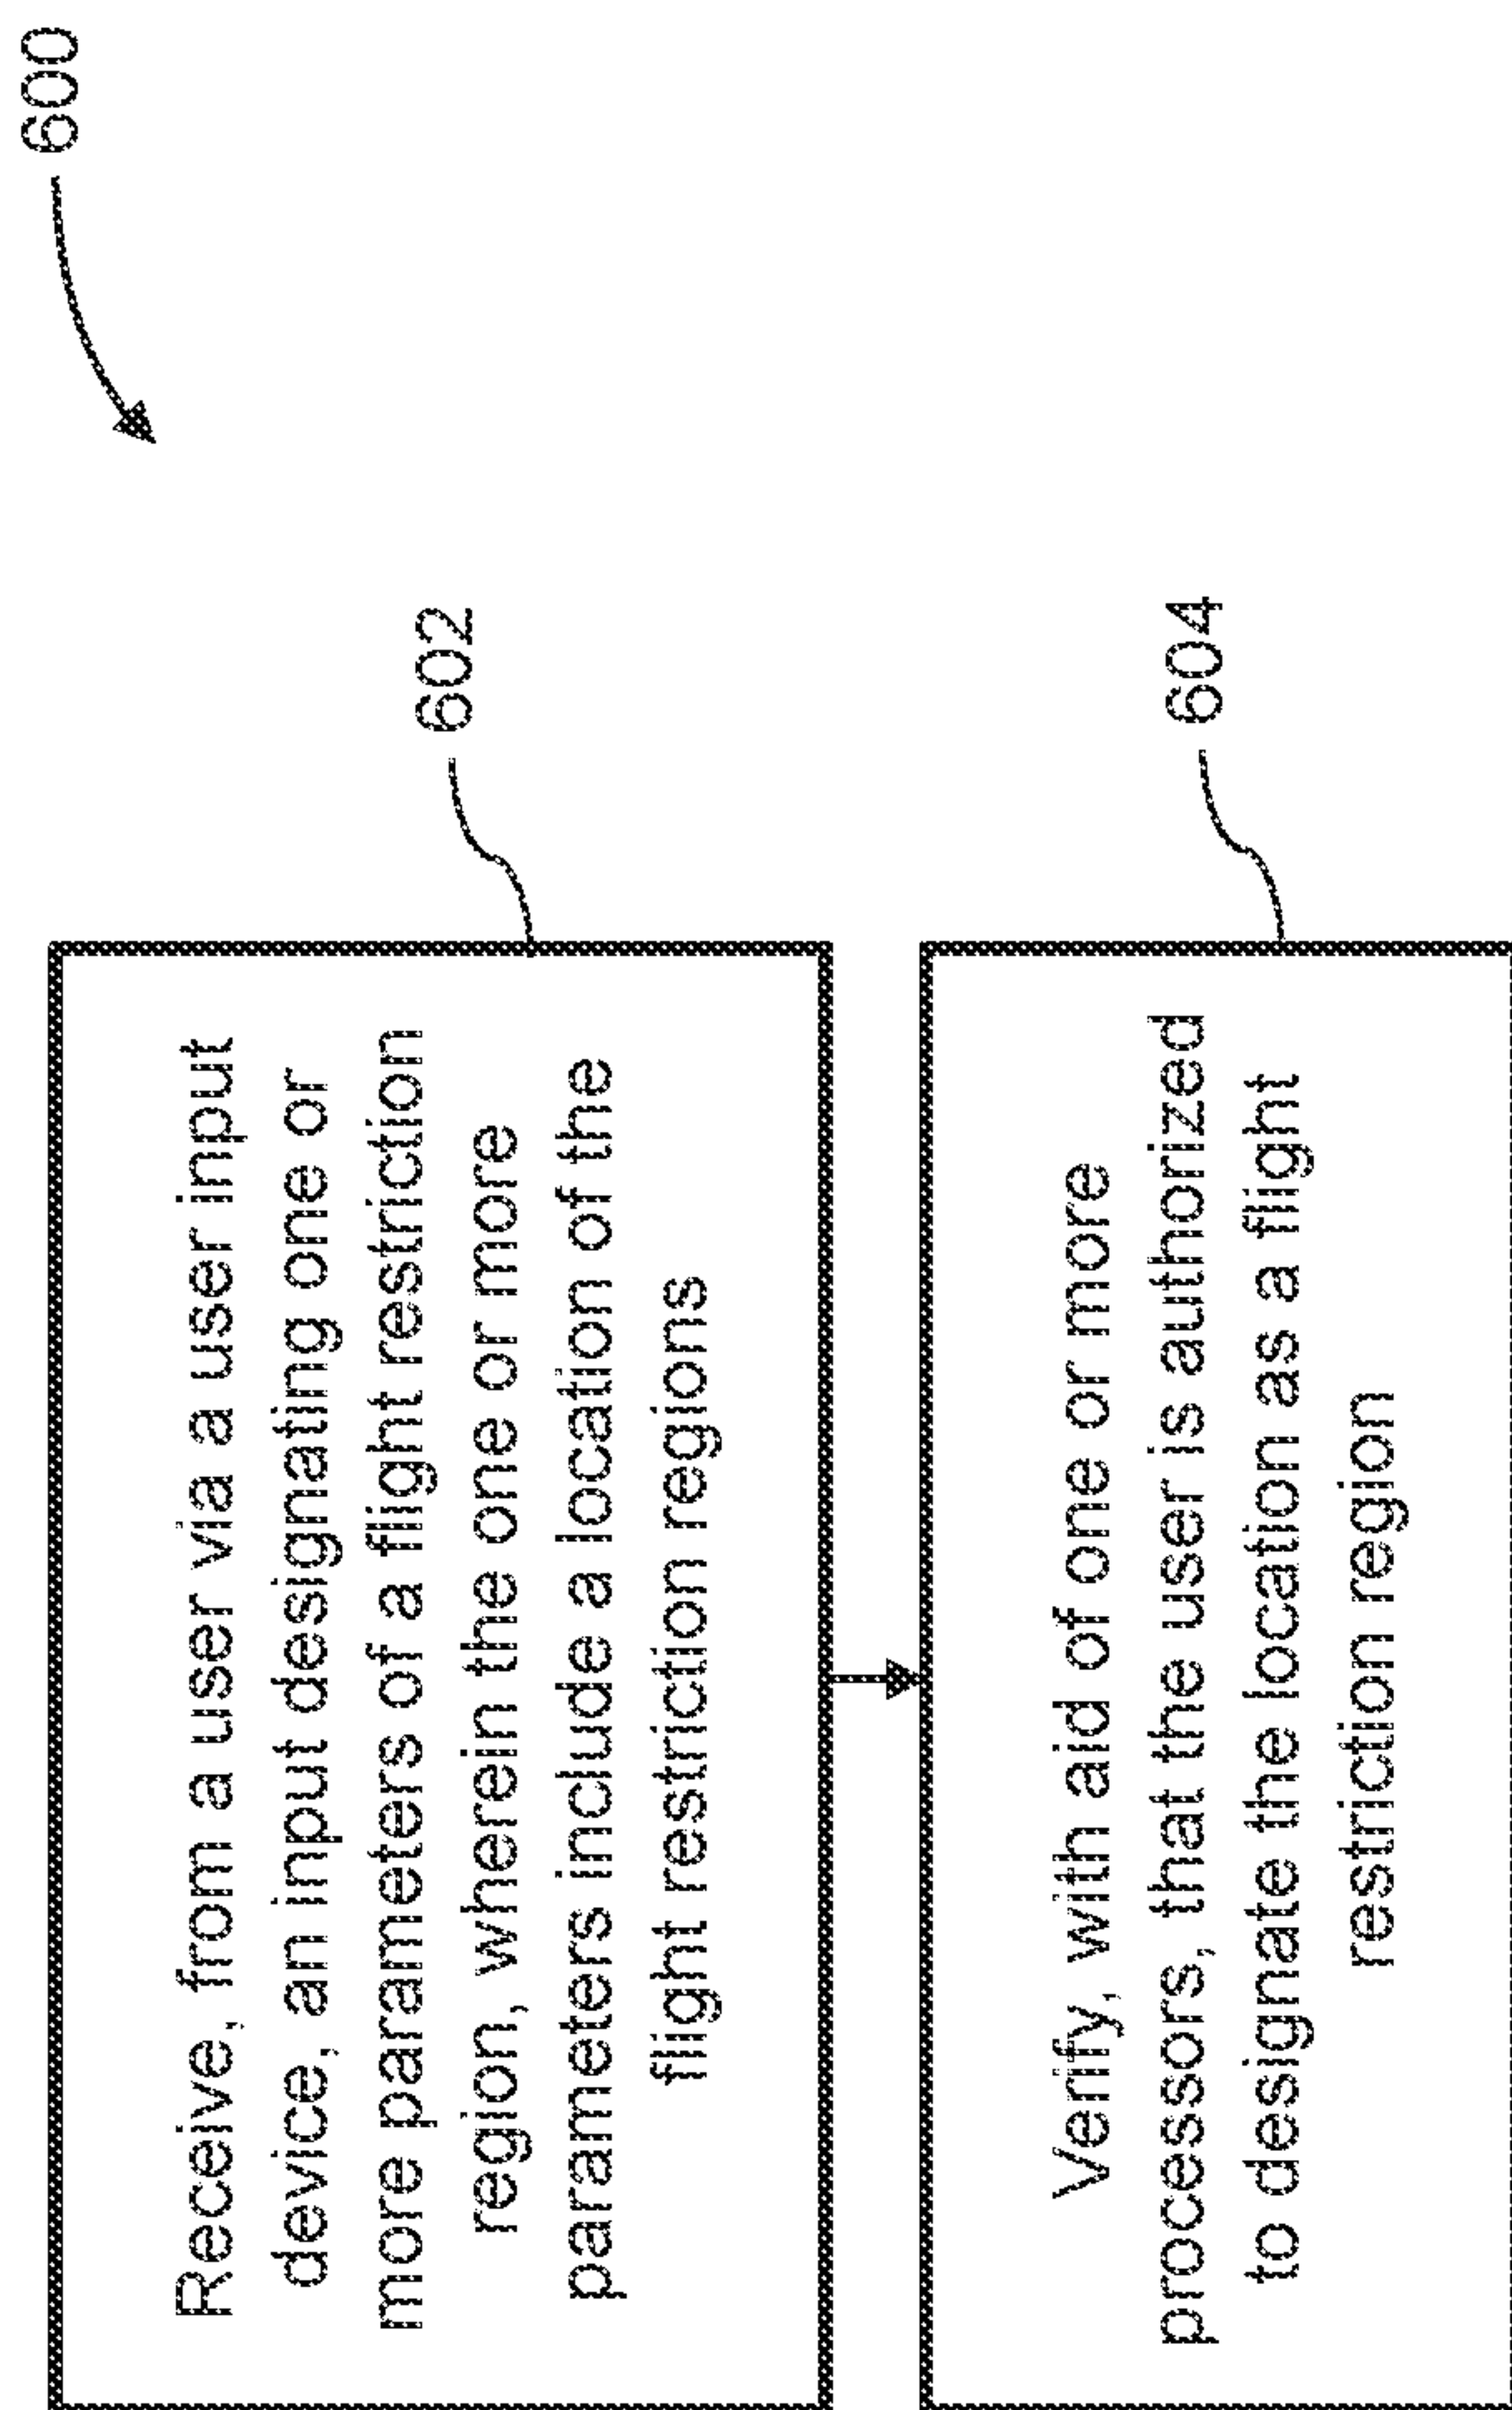 600
Receive, from a user via a user input
device, an input designating one or
more parameters of a flight restriction
region, wherein the one or more
parameters include a location of the
flight restriction regions
602
Verify, with aid of one or more
processors, that the user is authorized
to designate the location as a flight
restriction region
604